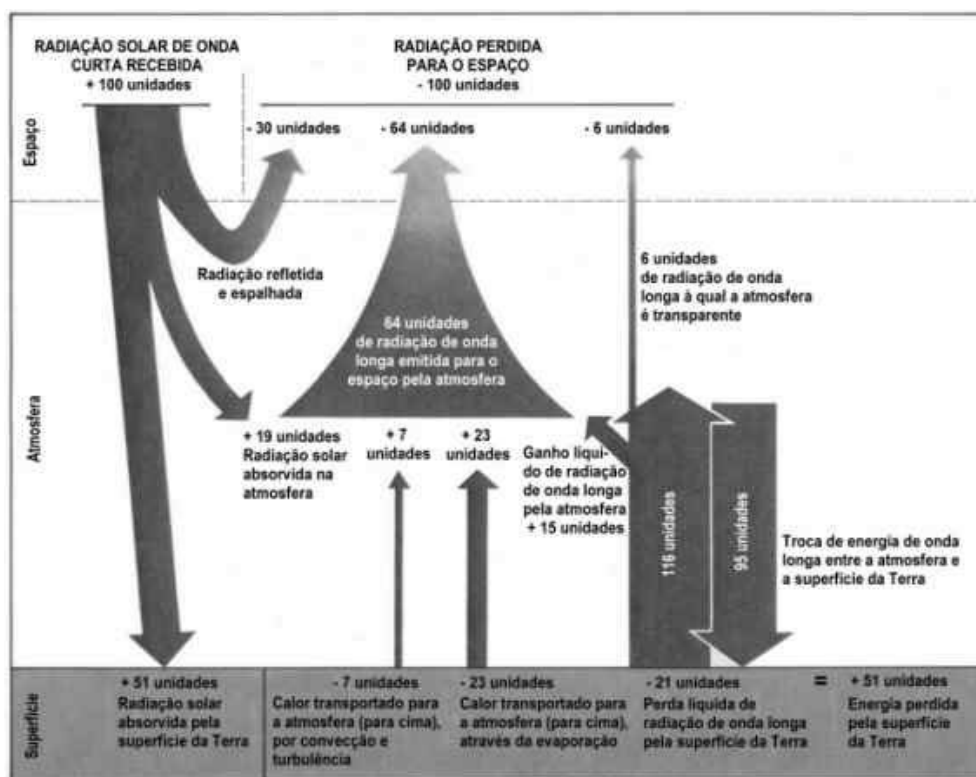 RADIAÇÃO SOLAR DE ONDA
CURTA RECEBIDA
+ 100 unidades
RADIAÇÃO PERDIDA
PARA O ESPAÇO
- 100 unidades
Espaço
- 30 unidades
- 64 unidades
- 6 unidades
Radiação refletida
e espalhada
6 unidades
de radiação de onda
longa à qual a atmosfera
é transparente
64 unidades
de radiação de onda
longa emitida para o
espaço pela atmosfera
Atmosfera
+ 19 unidades
Radiação solar
absorvida na
atmosfera
+ 7
unidades
+ 23
unidades
Ganho líqui-
do de radiação
de onda longa
pela atmosfera
+ 15 unidades
116 unidades
95 unidades
Troca de energia de onda
longa entre a atmosfera e
a superfície da Terra
Superfície
+ 51 unidades
Radiação solar
absorvida pela
superfície da Terra
- 7 unidades
Calor transportado para
a atmosfera (para cima),
por convecção e
turbulência
- 23 unidades
Calor transportado para
a atmosfera (para cima),
através da evaporação
- 21 unidades
Perda líquida de
radiação de onda longa
pela superfície da Terra
=
+ 51 unidades
Energia perdida
pela superfície
da Terra